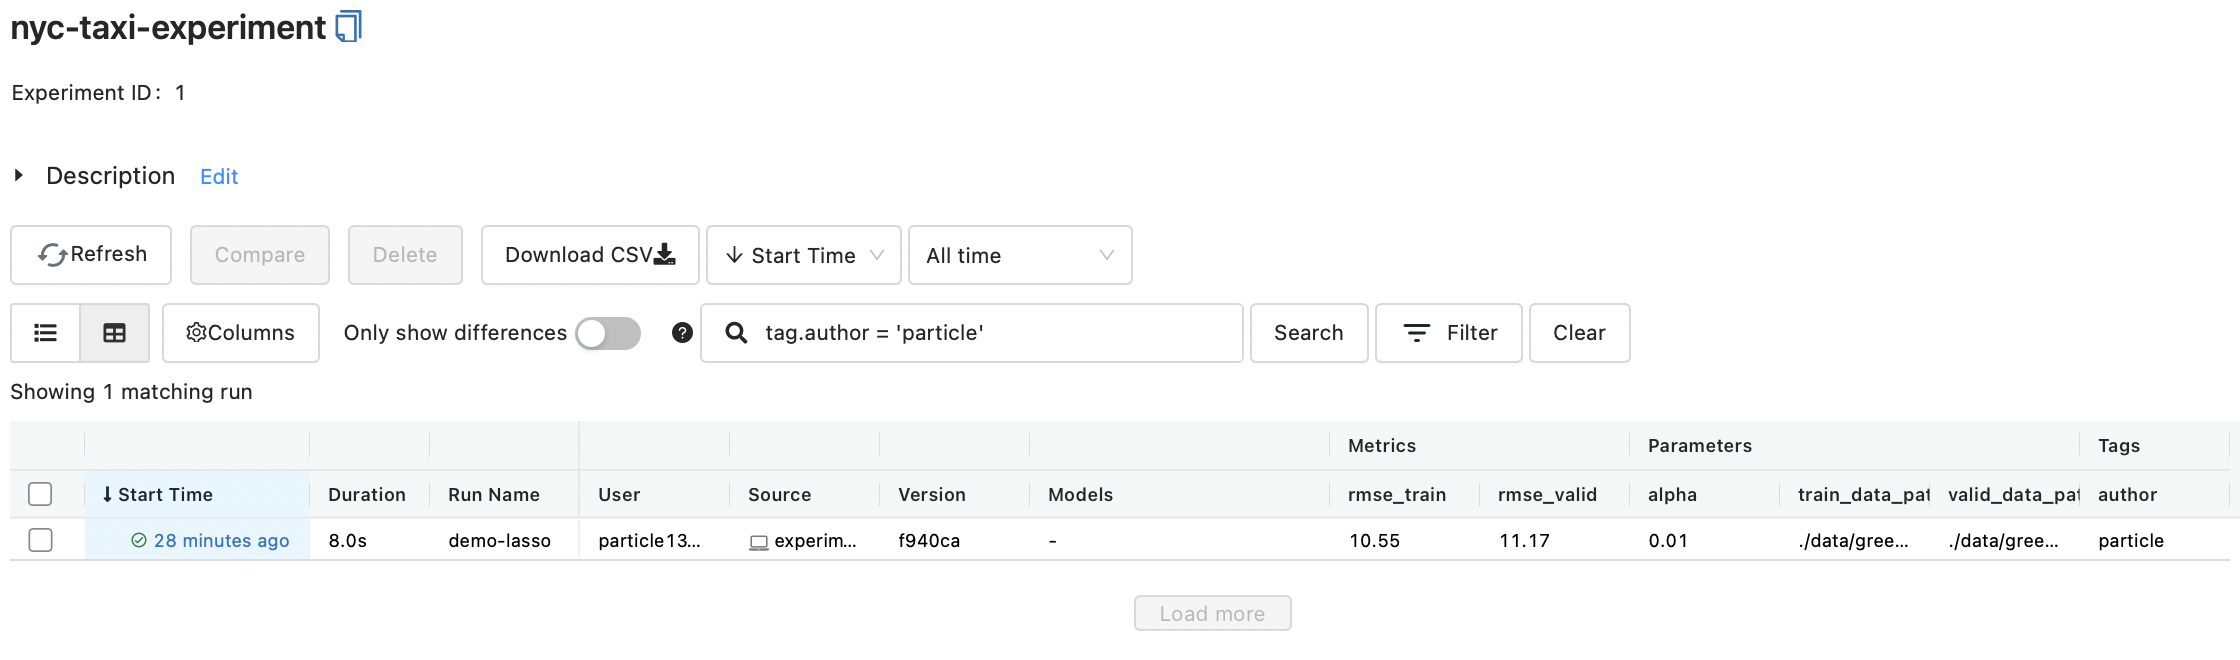 nyc-taxi-experiment
Experiment ID: 1
Description Edit
Refresh Compare Delete Download CSV Start Time All time
Columns Only show differences ? tag.author = 'particle' Search Filter Clear
Showing 1 matching run
Metrics Parameters Tags
↓ Start Time Duration Run Name User Source Version Models rmse_train rmse_valid alpha train_data_pat valid_data_pat author
28 minutes ago 8.0s demo-lasso particle13... experim... f940ca - 10.55 11.17 0.01 ./data/gree... ./data/gree... particle
Load more